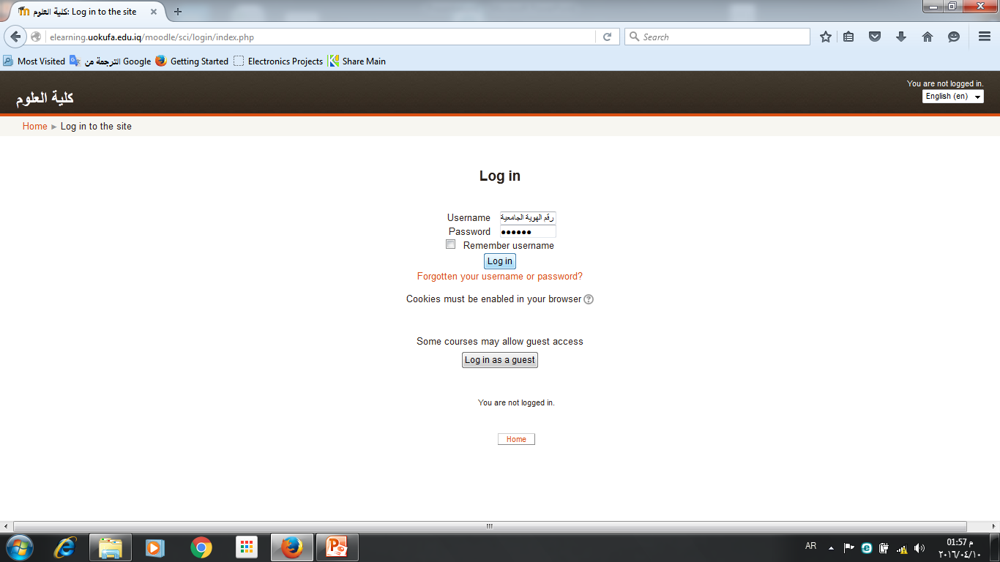 كلية العلوم: Log in to the site
elearning.uokufa.edu.iq/moodle/sci/login/index.php
Search
Most Visited
الترجمة من Google
Getting Started
Electronics Projects
Share Main
You are not logged in.
English (en)
كلية العلوم
Home ► Log in to the site
Log in
Username رقم الهوية الجامعية
Password ●●●●●●
Remember username
Log in
Forgotten your username or password?
Cookies must be enabled in your browser
Some courses may allow guest access
Log in as a guest
You are not logged in.
Home
AR
01:57 م
٢٠١٦/٠٤/١٠